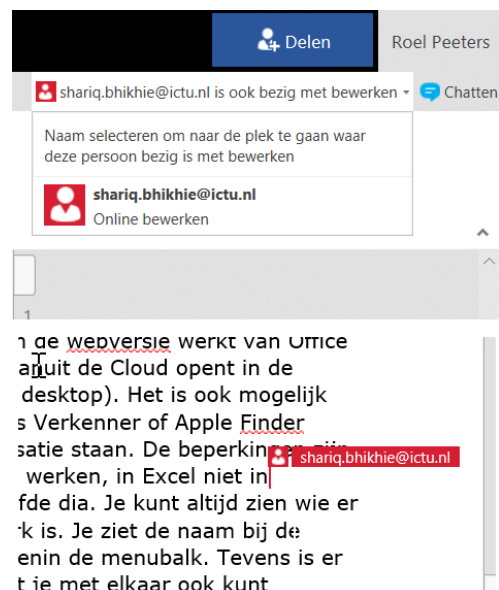 Delen
Roel Peeters
shariq.bhikhie@ictu.nl is ook bezig met bewerken
Chatten
Naam selecteren om naar de plek te gaan waar
deze persoon bezig is met bewerken
shariq.bhikhie@ictu.nl
Online bewerken
1
n de webversie werkt van Office
anuit de Cloud opent in de
desktop). Het is ook mogelijk
s Verkenner of Apple Finder
satie staan. De beperkingen zijn
shariq.bhikhie@ictu.nl
werken, in Excel niet in
fde dia. Je kunt altijd zien wie er
rk is. Je ziet de naam bij de
enin de menubalk. Tevens is er
t je met elkaar ook kunt